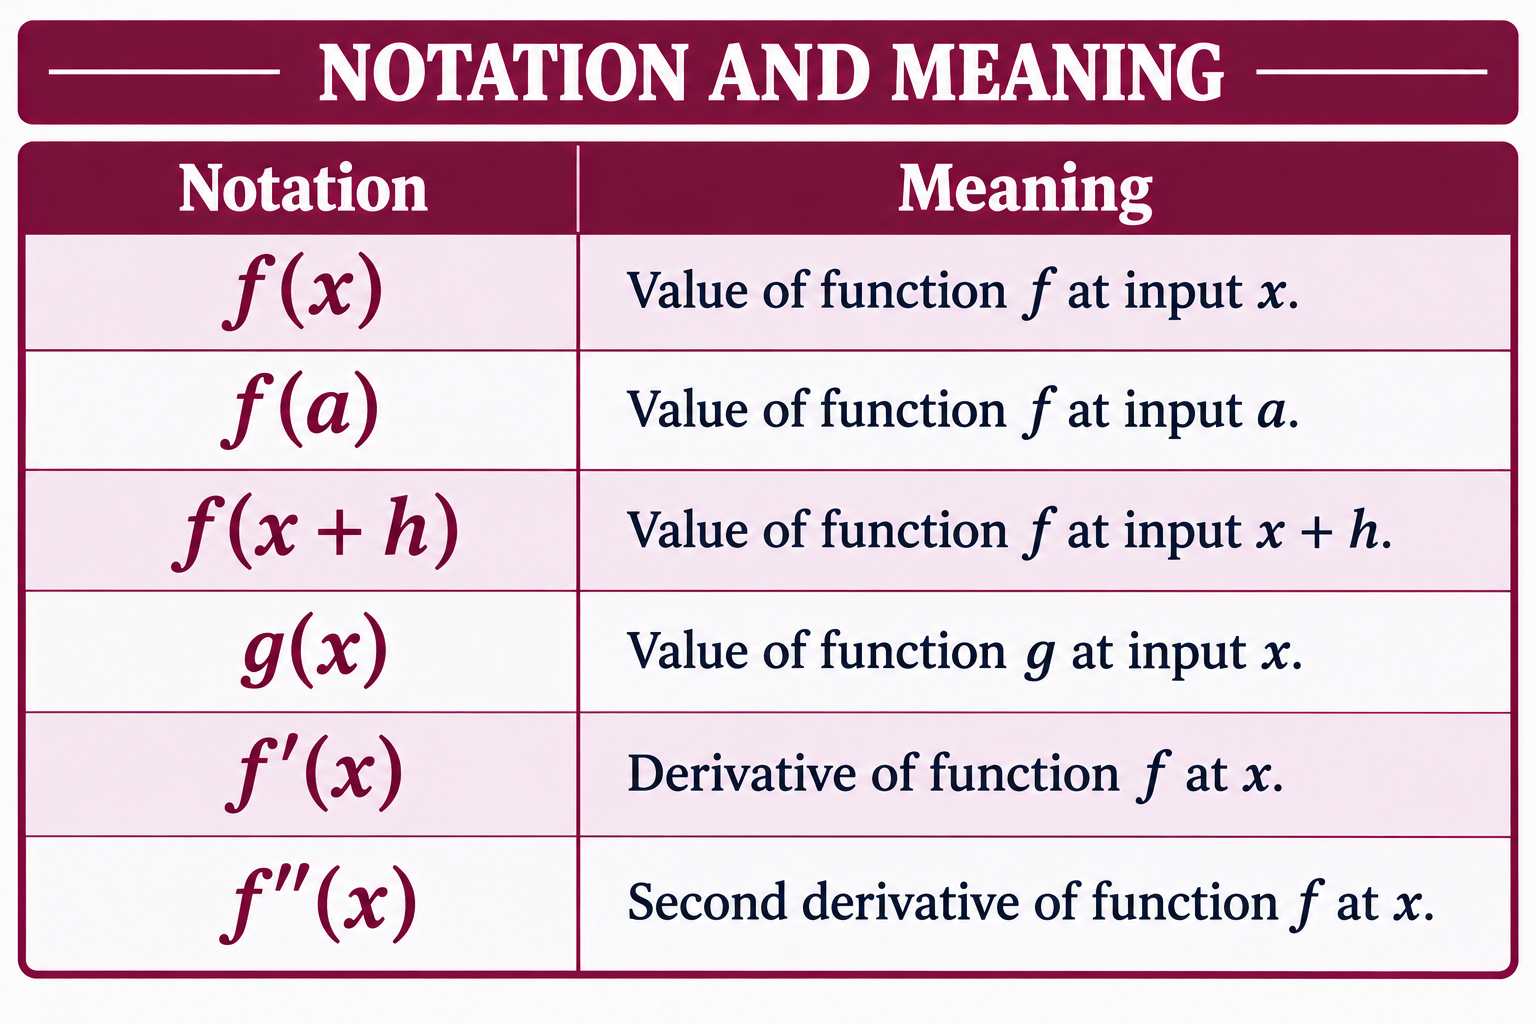 NOTATION AND MEANING
Notation Meaning
f(x) Value of function f at input x.
f(a) Value of function f at input a.
f(x + h) Value of function f at input x + h.
g(x) Value of function g at input x.
f′(x) Derivative of function f at x.
f″(x) Second derivative of function f at x.